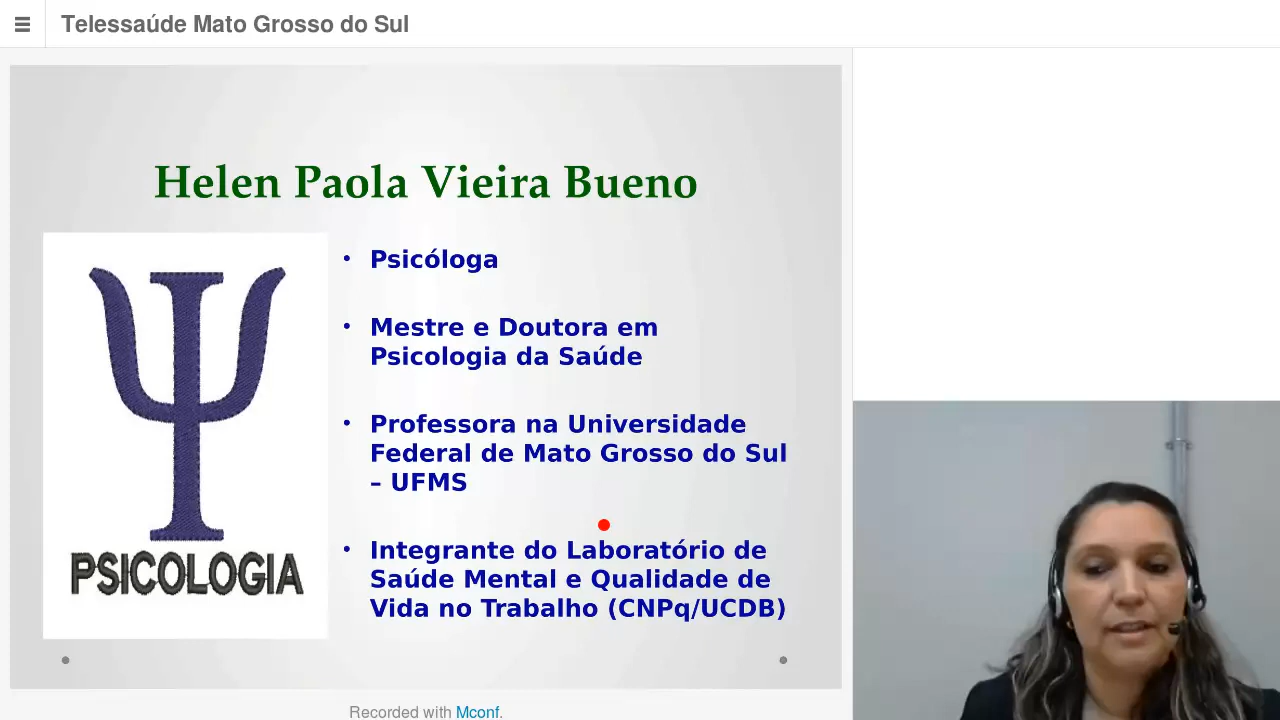 Telessaúde Mato Grosso do Sul
Helen Paola Vieira Bueno
• Psicóloga
• Mestre e Doutora em
Psicologia da Saúde
• Professora na Universidade
Federal de Mato Grosso do Sul
– UFMS
• Integrante do Laboratório de
Saúde Mental e Qualidade de
Vida no Trabalho (CNPq/UCDB)
PSICOLOGIA
Recorded with Mconf.